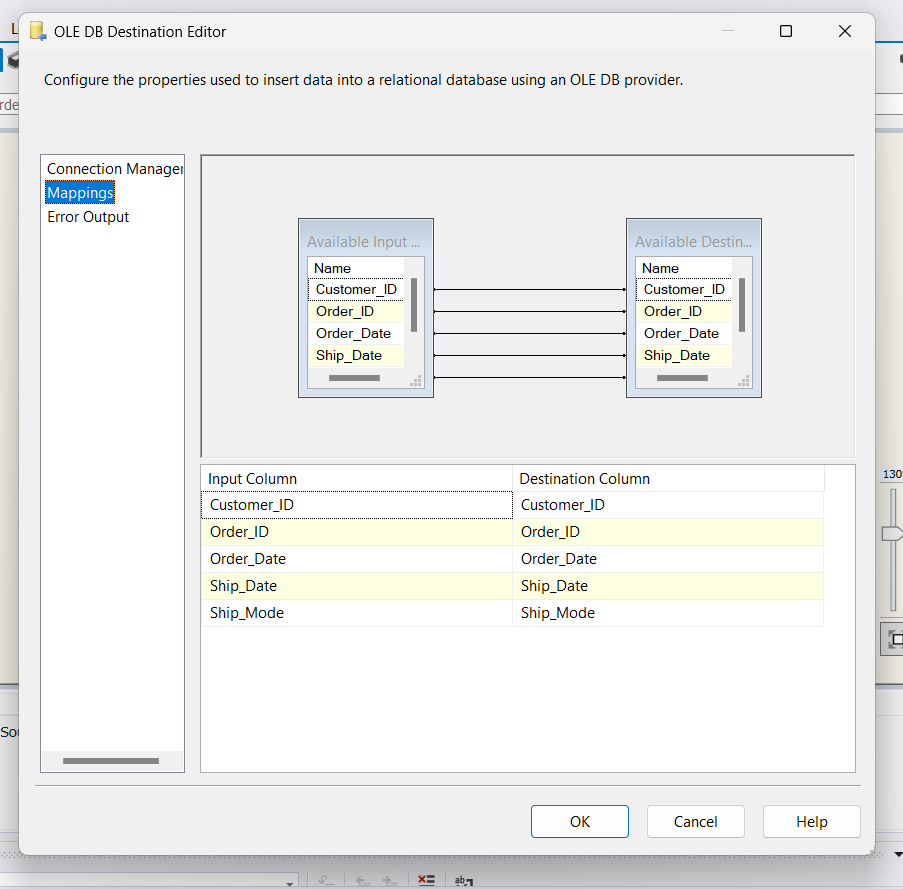 OLE DB Destination Editor
Configure the properties used to insert data into a relational database using an OLE DB provider.
Connection Manager
Mappings
Error Output
Available Input ...
Name
Customer_ID
Order_ID
Order_Date
Ship_Date
Available Destin...
Name
Customer_ID
Order_ID
Order_Date
Ship_Date
Input Column Destination Column
Customer_ID Customer_ID
Order_ID Order_ID
Order_Date Order_Date
Ship_Date Ship_Date
Ship_Mode Ship_Mode
130
OK Cancel Help